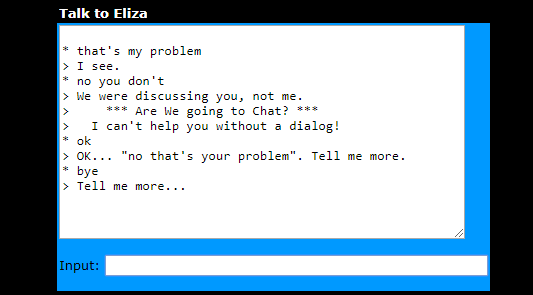 Talk to Eliza
* that's my problem
> I see.
* no you don't
> We were discussing you, not me.
>     *** Are We going to Chat? ***
>   I can't help you without a dialog!
* ok
> OK... "no that's your problem". Tell me more.
* bye
> Tell me more...
Input: